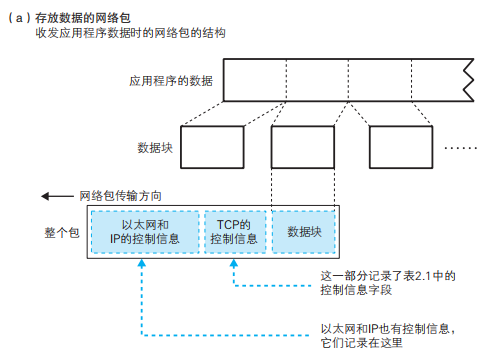 （a）存放数据的网络包
收发应用程序数据时的网络包的结构
应用程序的数据
数据块
······
网络包传输方向
整个包
以太网和
IP的控制信息
TCP的
控制信息
数据块
这一部分记录了表2.1中的
控制信息字段
以太网和IP也有控制信息，
它们记录在这里